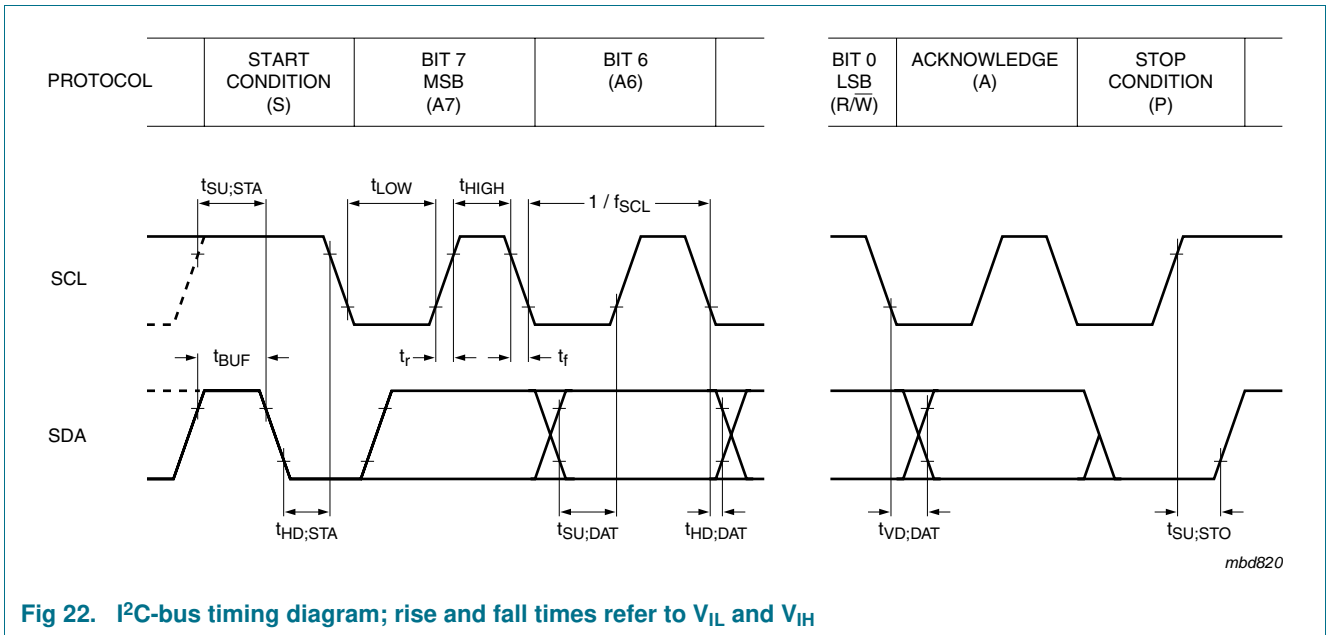 PROTOCOL
START
CONDITION
(S)
BIT 7
MSB
(A7)
BIT 6
(A6)
BIT 0
LSB
(R/W̅)
ACKNOWLEDGE
(A)
STOP
CONDITION
(P)
tSU;STA
tLOW
tHIGH
1 / fSCL
SCL
tBUF
tr
tf
SDA
tHD;STA
tSU;DAT
tHD;DAT
tVD;DAT
tSU;STO
mbd820
Fig 22. I²C-bus timing diagram; rise and fall times refer to VIL and VIH